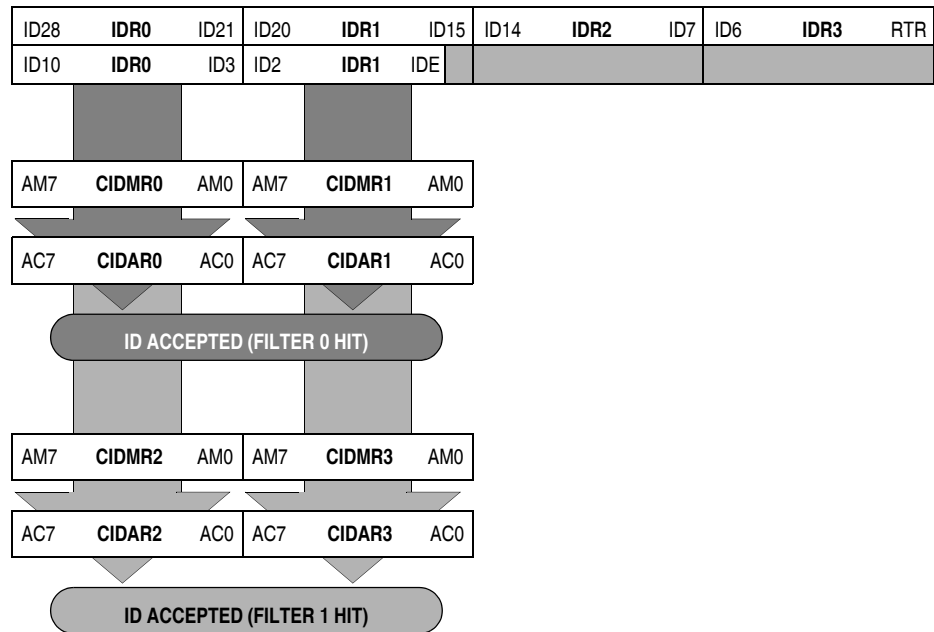 ID28 IDR0 ID21 ID20 IDR1 ID15 ID14 IDR2 ID7 ID6 IDR3 RTR
ID10 IDR0 ID3 ID2 IDR1 IDE
AM7 CIDMR0 AM0 AM7 CIDMR1 AM0
AC7 CIDAR0 AC0 AC7 CIDAR1 AC0
ID ACCEPTED (FILTER 0 HIT)
AM7 CIDMR2 AM0 AM7 CIDMR3 AM0
AC7 CIDAR2 AC0 AC7 CIDAR3 AC0
ID ACCEPTED (FILTER 1 HIT)